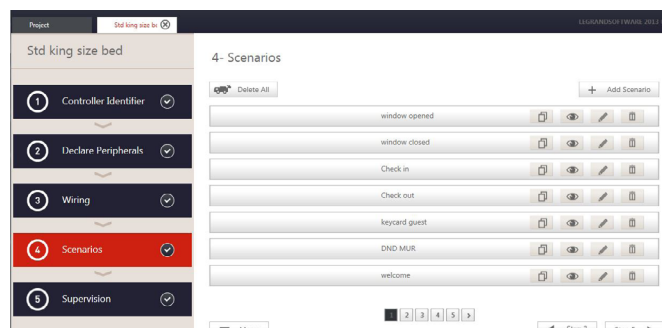 LEGRANDSOFTWARE 2013
Project
Std king size b
Std king size bed
4- Scenarios
Delete All
+ Add Scenario
1 Controller Identifier
2 Declare Peripherals
3 Wiring
4 Scenarios
5 Supervision
window opened
window closed
Check in
Check out
keycard guest
DND MUR
welcome
1 2 3 4 5 >